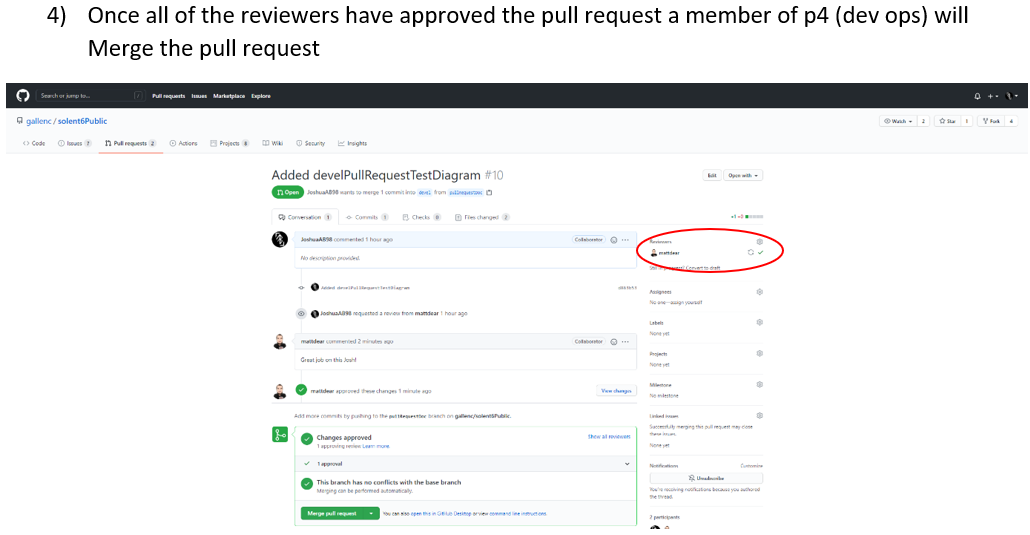 4) Once all of the reviewers have approved the pull request a member of p4 (dev ops) will
Merge the pull request
Search or jump to... /
Pull requests Issues Marketplace Explore
gallenc / solent6Public
Watch 2 Star 1 Fork 4
Code Issues 7 Pull requests 2 Actions Projects 8 Wiki Security Insights
Added develPullRequestTestDiagram #10
Edit Open with
Open JoshuaAB98 wants to merge 1 commit into devel from pullrequestdoc
Conversation 1 Commits 1 Checks 0 Files changed 2
+1 −0
JoshuaAB98 commented 1 hour ago Collaborator
No description provided.
Added develPullRequestTestDiagram
JoshuaAB98 requested a review from mattdear 1 hour ago
mattdear commented 2 minutes ago Collaborator
Great job on this Josh!
mattdear approved these changes 1 minute ago View changes
Add more commits by pushing to the pullRequestDoc branch on gallenc/solent6Public.
Changes approved Show all reviewers
1 approving review Learn more.
1 approval
This branch has no conflicts with the base branch
Merging can be performed automatically.
Merge pull request You can also open this in GitHub Desktop or view command line instructions.
Reviewers
mattdear
Still in progress? Convert to draft
Assignees
No one—assign yourself
Labels
None yet
Projects
None yet
Milestone
No milestone
Linked issues
Successfully merging this pull request may close
these issues.
None yet
Notifications Customize
Unsubscribe
You're receiving notifications because you authored
the thread.
2 participants